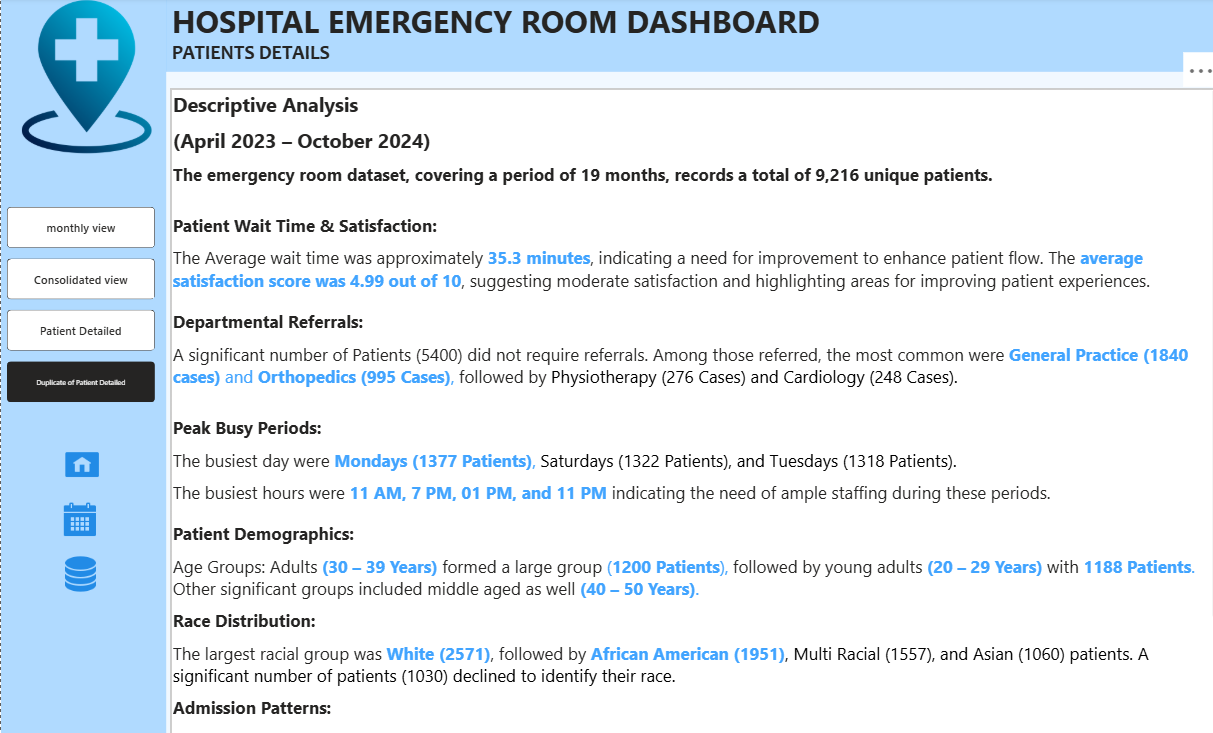 HOSPITAL EMERGENCY ROOM DASHBOARD
PATIENTS DETAILS
Descriptive Analysis
(April 2023 – October 2024)
The emergency room dataset, covering a period of 19 months, records a total of 9,216 unique patients.
monthly view
Consolidated view
Patient Detailed
Duplicate of Patient Detailed
Patient Wait Time & Satisfaction:
The Average wait time was approximately 35.3 minutes, indicating a need for improvement to enhance patient flow. The average
satisfaction score was 4.99 out of 10, suggesting moderate satisfaction and highlighting areas for improving patient experiences.
Departmental Referrals:
A significant number of Patients (5400) did not require referrals. Among those referred, the most common were General Practice (1840
cases) and Orthopedics (995 Cases), followed by Physiotherapy (276 Cases) and Cardiology (248 Cases).
Peak Busy Periods:
The busiest day were Mondays (1377 Patients), Saturdays (1322 Patients), and Tuesdays (1318 Patients).
The busiest hours were 11 AM, 7 PM, 01 PM, and 11 PM indicating the need of ample staffing during these periods.
Patient Demographics:
Age Groups: Adults (30 – 39 Years) formed a large group (1200 Patients), followed by young adults (20 – 29 Years) with 1188 Patients.
Other significant groups included middle aged as well (40 – 50 Years).
Race Distribution:
The largest racial group was White (2571), followed by African American (1951), Multi Racial (1557), and Asian (1060) patients. A
significant number of patients (1030) declined to identify their race.
Admission Patterns: